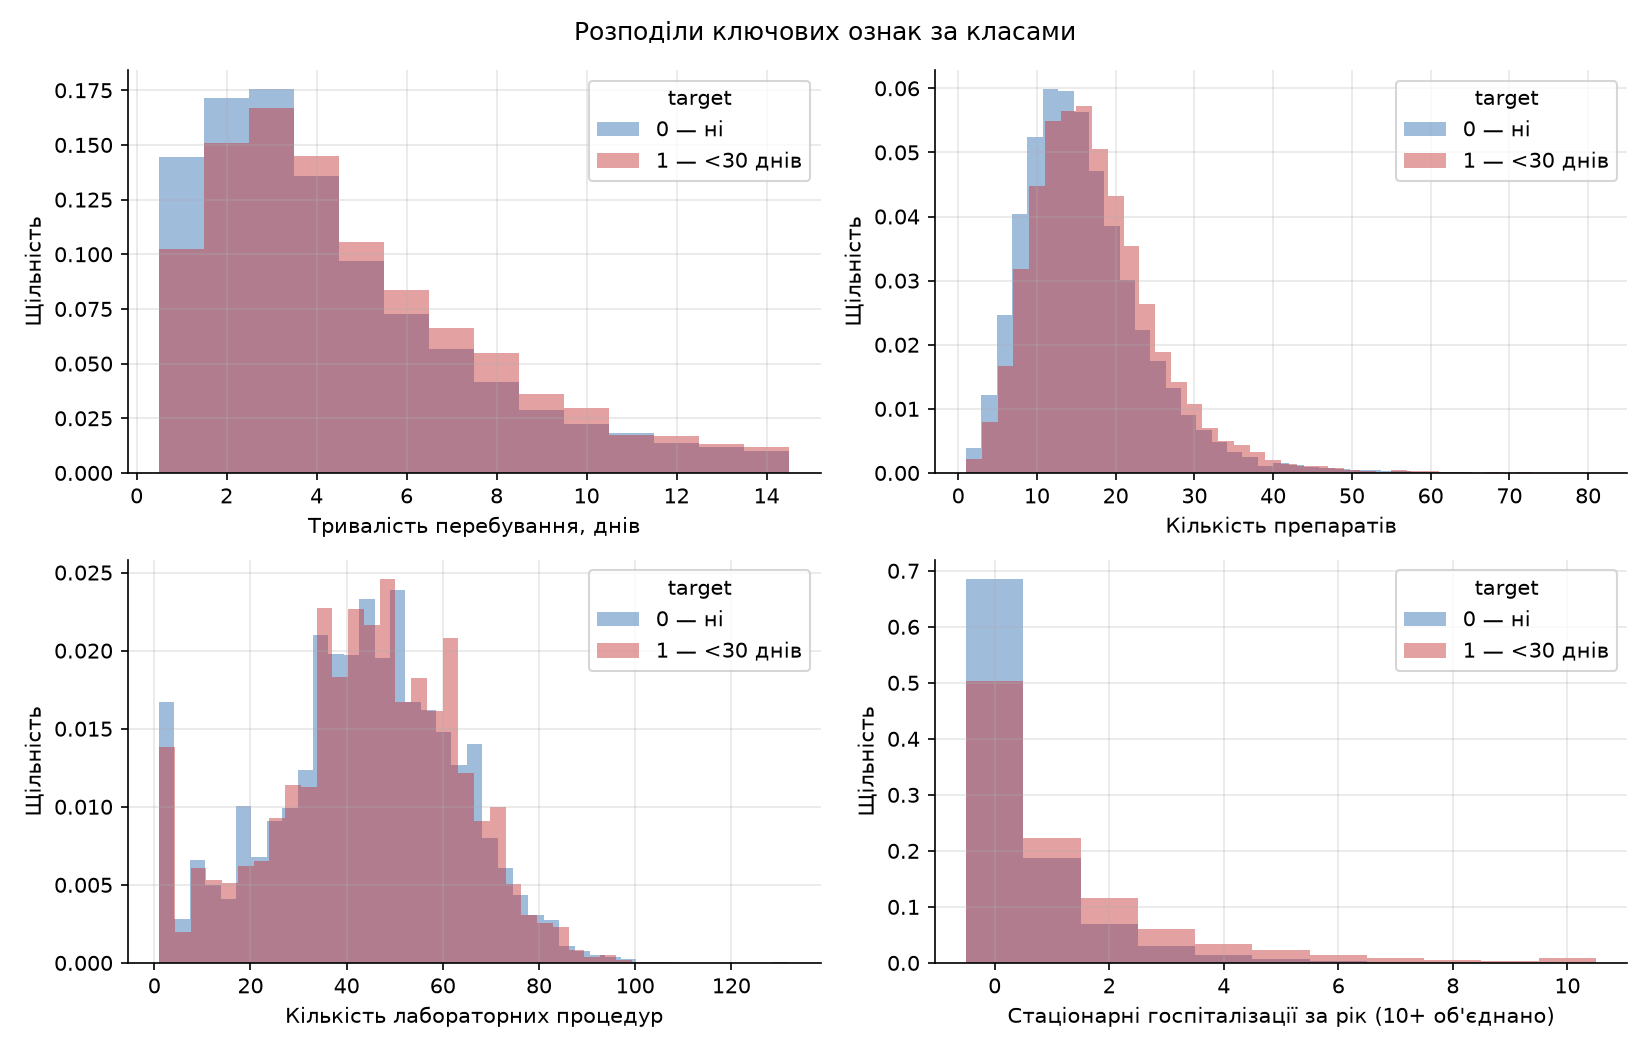 Розподіли ключових ознак за класами
Щільність
0.175
0.150
0.125
0.100
0.075
0.050
0.025
0.000
0 2 4 6 8 10 12 14
Тривалість перебування, днів
target
0 — ні
1 — <30 днів
Щільність
0.06
0.05
0.04
0.03
0.02
0.01
0.00
0 10 20 30 40 50 60 70 80
Кількість препаратів
target
0 — ні
1 — <30 днів
Щільність
0.025
0.020
0.015
0.010
0.005
0.000
0 20 40 60 80 100 120
Кількість лабораторних процедур
target
0 — ні
1 — <30 днів
Щільність
0.7
0.6
0.5
0.4
0.3
0.2
0.1
0.0
0 2 4 6 8 10
Стаціонарні госпіталізації за рік (10+ об'єднано)
target
0 — ні
1 — <30 днів